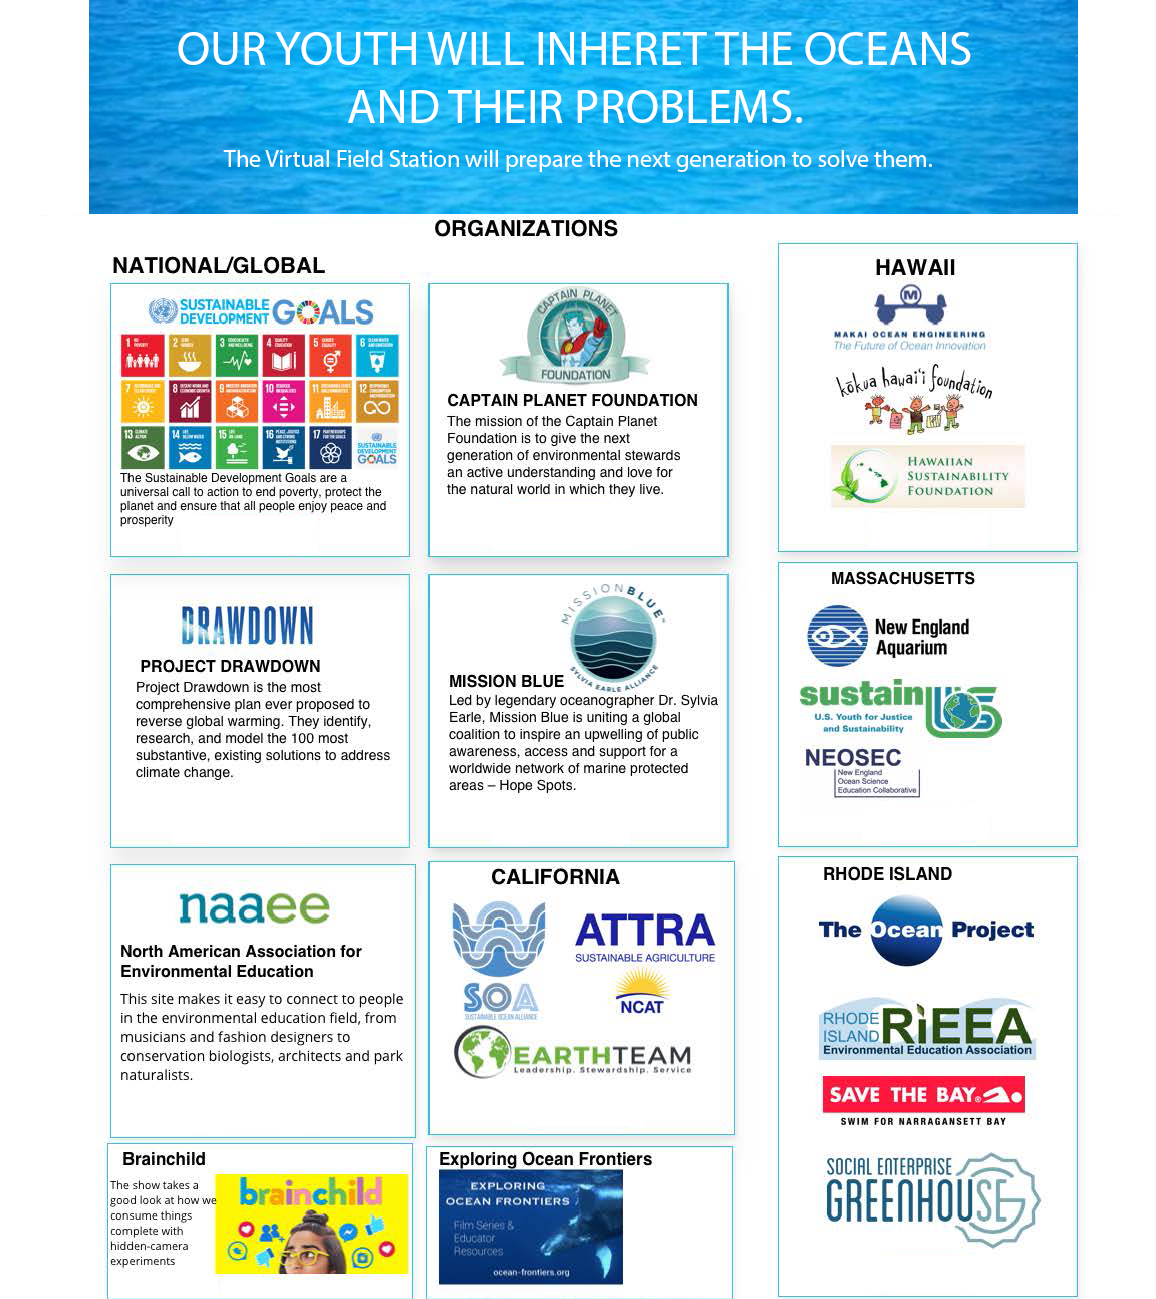 OUR YOUTH WILL INHERET THE OCEANS
AND THEIR PROBLEMS.
The Virtual Field Station will prepare the next generation to solve them.
ORGANIZATIONS
NATIONAL/GLOBAL
SUSTAINABLE
DEVELOPMENT GOALS
1 NO POVERTY
2 ZERO HUNGER
3 GOOD HEALTH AND WELL-BEING
4 QUALITY EDUCATION
5 GENDER EQUALITY
6 CLEAN WATER AND SANITATION
7
8 DECENT WORK AND ECONOMIC GROWTH
9
10 REDUCED INEQUALITIES
11
12 RESPONSIBLE CONSUMPTION AND PRODUCTION
13 CLIMATE ACTION
14 LIFE BELOW WATER
15 LIFE ON LAND
16 PEACE, JUSTICE AND STRONG INSTITUTIONS
17 PARTNERSHIPS FOR THE GOALS
SUSTAINABLE
DEVELOPMENT
GOALS
The Sustainable Development Goals are a
universal call to action to end poverty, protect the
planet and ensure that all people enjoy peace and
prosperity
CAPTAIN PLANET
FOUNDATION
CAPTAIN PLANET FOUNDATION
The mission of the Captain Planet
Foundation is to give the next
generation of environmental stewards
an active understanding and love for
the natural world in which they live.
DRAWDOWN
PROJECT DRAWDOWN
Project Drawdown is the most
comprehensive plan ever proposed to
reverse global warming. They identify,
research, and model the 100 most
substantive, existing solutions to address
climate change.
MISSION BLUE™
SYLVIA EARLE ALLIANCE
MISSION BLUE
Led by legendary oceanographer Dr. Sylvia
Earle, Mission Blue is uniting a global
coalition to inspire an upwelling of public
awareness, access and support for a
worldwide network of marine protected
areas – Hope Spots.
naaee
North American Association for
Environmental Education
This site makes it easy to connect to people
in the environmental education field, from
musicians and fashion designers to
conservation biologists, architects and park
naturalists.
CALIFORNIA
SOA
SUSTAINABLE OCEAN ALLIANCE
ATTRA
SUSTAINABLE AGRICULTURE
NCAT
EARTHTEAM
Leadership. Stewardship. Service
Brainchild
The show takes a
good look at how we
consume things
complete with
hidden-camera
experiments
brainchild
Exploring Ocean Frontiers
EXPLORING
OCEAN FRONTIERS
Film Series &
Educator
Resources
ocean-frontiers.org
HAWAII
M
MAKAI OCEAN ENGINEERING
The Future of Ocean Innovation
kōkua hawai'i foundation
HAWAIIAN
SUSTAINABILITY
FOUNDATION
MASSACHUSETTS
New England
Aquarium
sustainUS
U.S. Youth for Justice
and Sustainability
NEOSEC
New England
Ocean Science
Education Collaborative
RHODE ISLAND
The Ocean Project
RHODE
ISLAND RiEEA
Environmental Education Association
SAVE THE BAY®
SWIM FOR NARRAGANSETT BAY
SOCIAL ENTERPRISE
GREENHOUSE